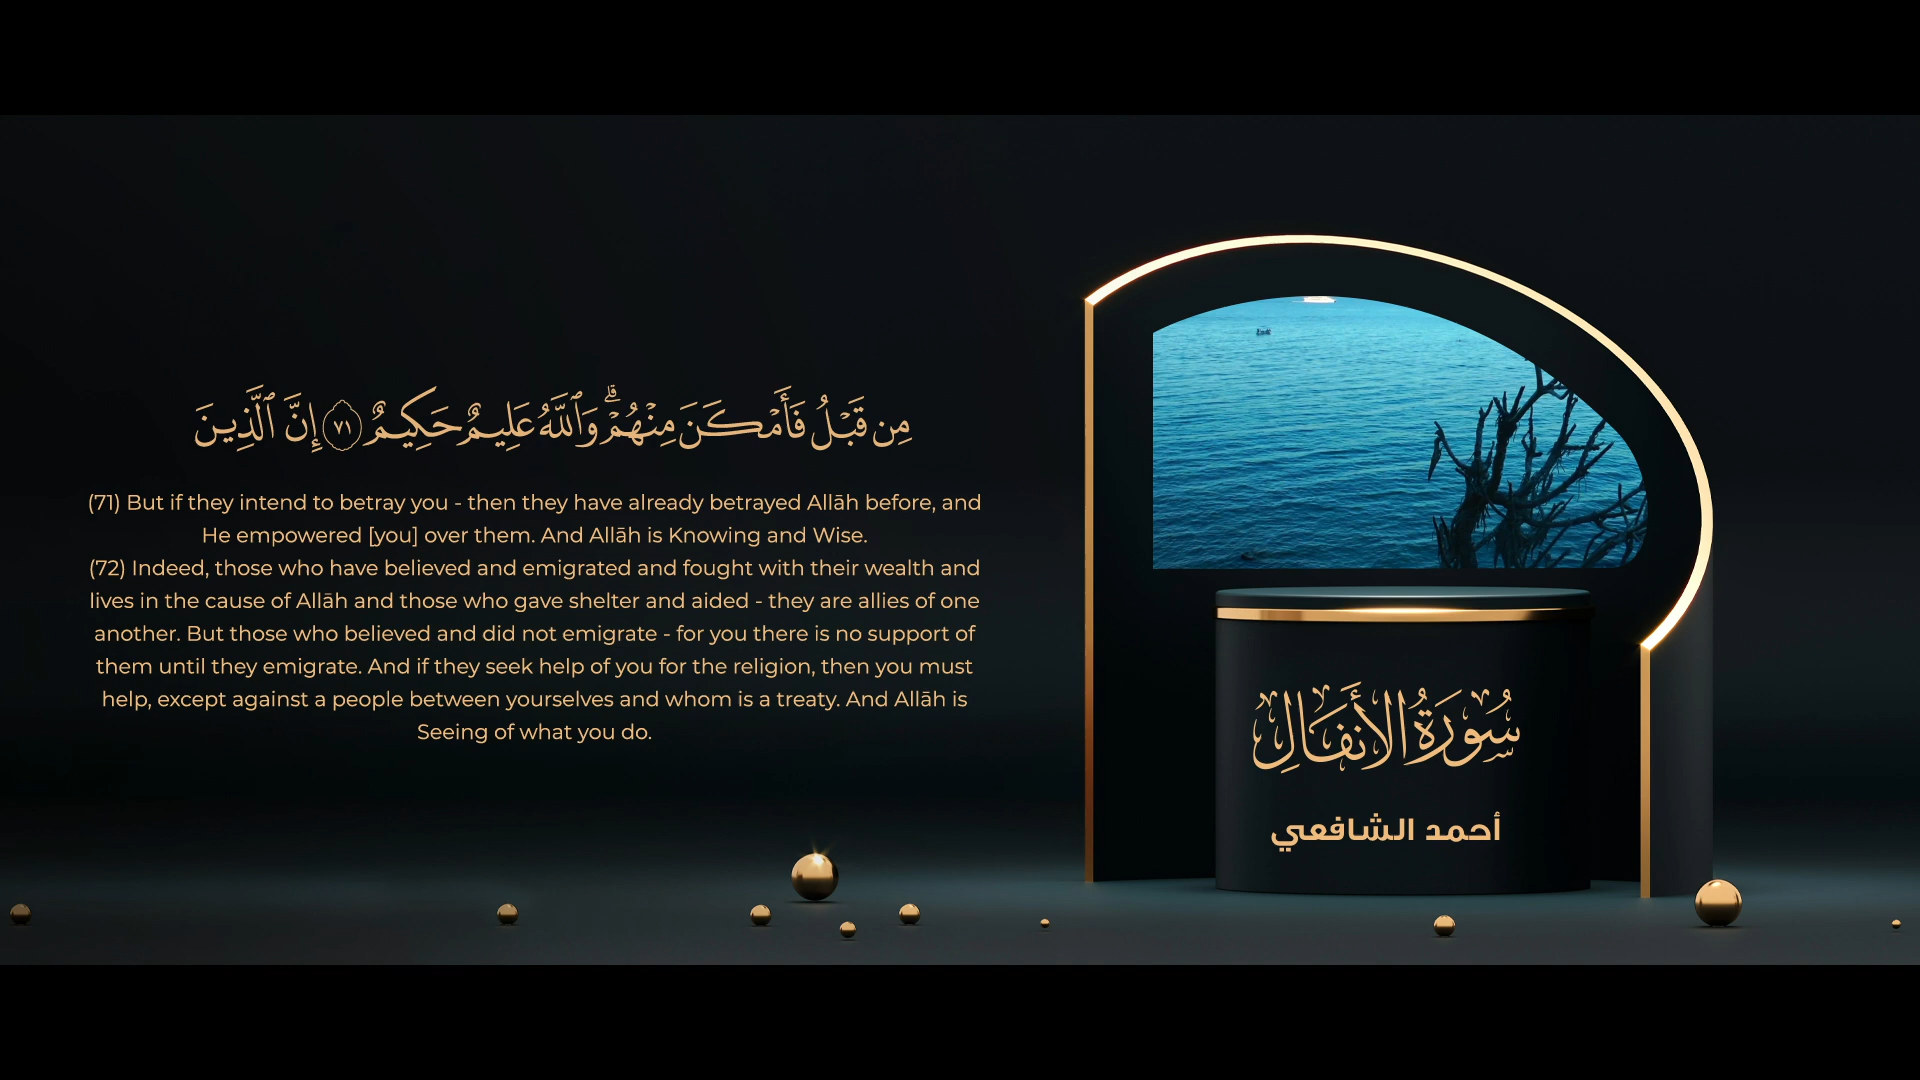 مِن قَبْلُ فَأَمْكَنَ مِنْهُمْ ۗ وَٱللَّهُ عَلِيمٌ حَكِيمٌ ۝٧١ إِنَّ ٱلَّذِينَ
(71) But if they intend to betray you - then they have already betrayed Allāh before, and
He empowered [you] over them. And Allāh is Knowing and Wise.
(72) Indeed, those who have believed and emigrated and fought with their wealth and
lives in the cause of Allāh and those who gave shelter and aided - they are allies of one
another. But those who believed and did not emigrate - for you there is no support of
them until they emigrate. And if they seek help of you for the religion, then you must
help, except against a people between yourselves and whom is a treaty. And Allāh is
Seeing of what you do.
سُورَةُ الأَنفَالِ
أحمد الشافعي